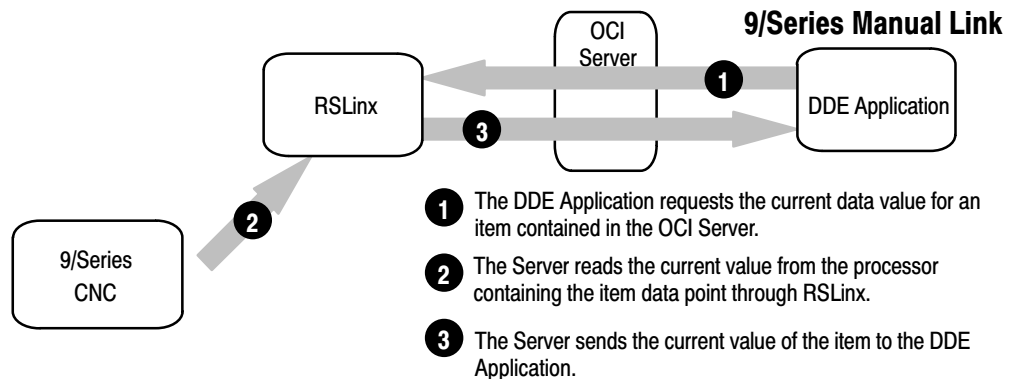 9/Series Manual Link
OCI
Server
1
DDE Application
RSLinx
3
2
9/Series
CNC
1 The DDE Application requests the current data value for an
item contained in the OCI Server.
2 The Server reads the current value from the processor
containing the item data point through RSLinx.
3 The Server sends the current value of the item to the DDE
Application.